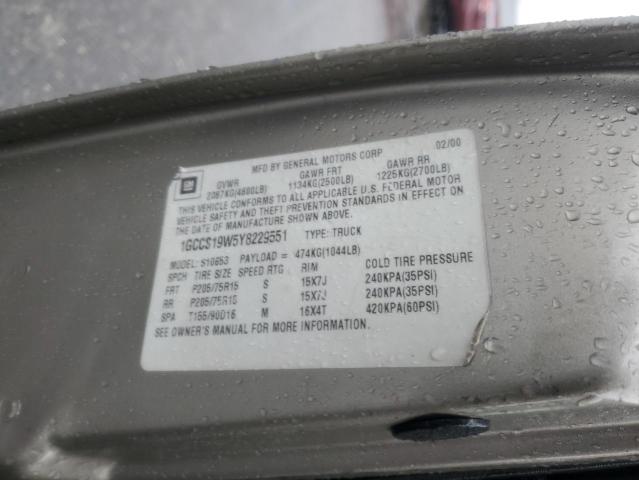 MFD BY GENERAL MOTORS CORP 02/00
GM GVWR GAWR FRT GAWR RR
2087KG(4600LB) 1134KG(2500LB) 1225KG(2700LB)
THIS VEHICLE CONFORMS TO ALL APPLICABLE U.S. FEDERAL MOTOR
VEHICLE SAFETY AND THEFT PREVENTION STANDARDS IN EFFECT ON
THE DATE OF MANUFACTURE SHOWN ABOVE.
1GCCS19W5Y8229551 TYPE: TRUCK
MODEL: S10653 PAYLOAD = 474KG(1044LB)
SPCH TIRE SIZE SPEED RTG RIM COLD TIRE PRESSURE
FRT P205/75R15 S 15X7J 240KPA(35PSI)
RR P205/75R15 S 15X7J 240KPA(35PSI)
SPA T155/90D16 M 16X4T 420KPA(60PSI)
SEE OWNER'S MANUAL FOR MORE INFORMATION.